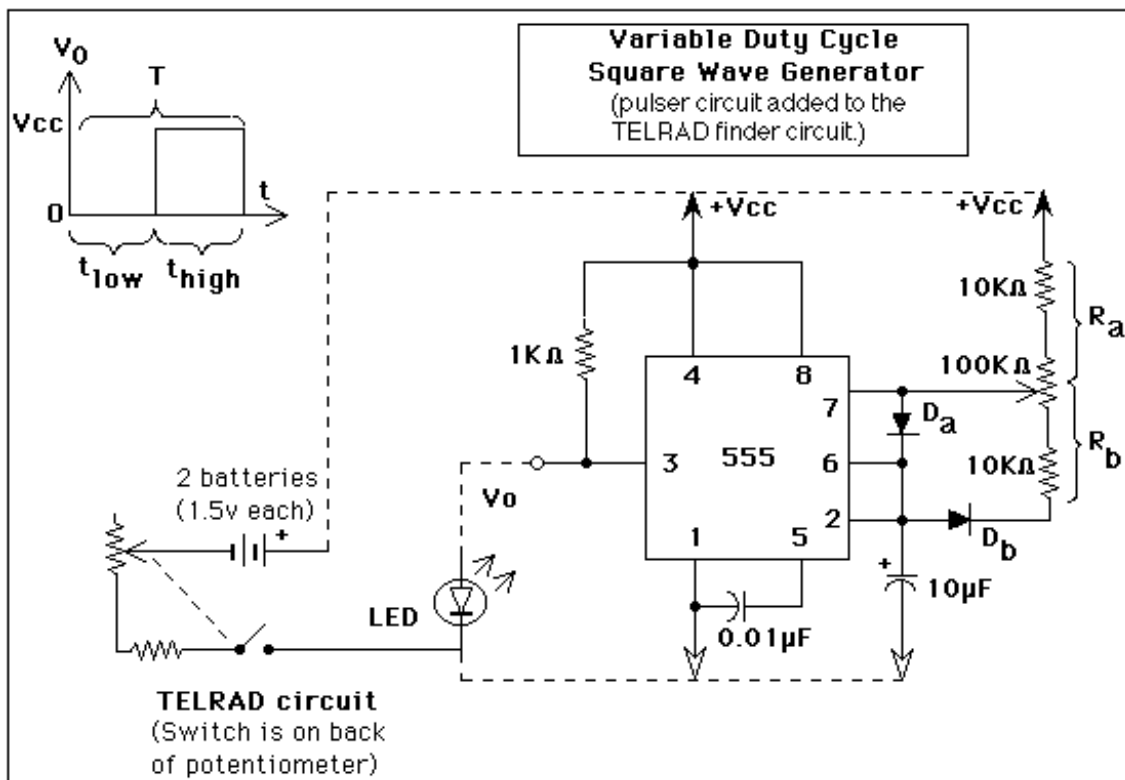 Variable Duty Cycle
Square Wave Generator
(pulser circuit added to the
TELRAD finder circuit.)
Vo
T
Vcc
t
0
tlow
thigh
+Vcc
+Vcc
10KΩ
Ra
1KΩ
100KΩ
4
8
7
Da
Rb
3
555
6
10KΩ
2 batteries
(1.5v each)
+
Vo
2
Db
1
5
+
10µF
LED
0.01µF
TELRAD circuit
(Switch is on back
of potentiometer)